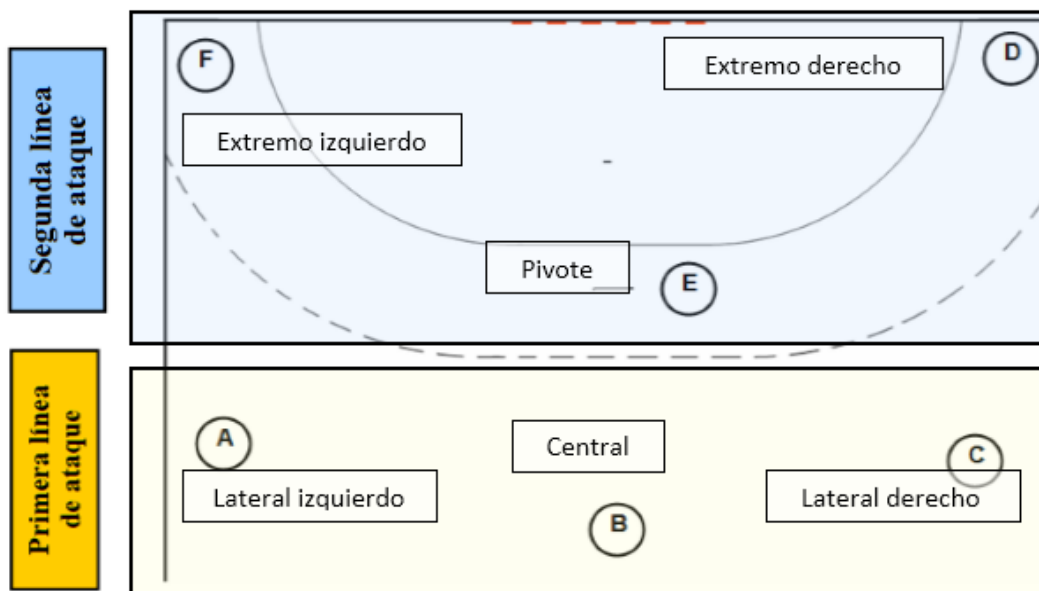 Segunda línea
de ataque
F
Extremo derecho
D
Extremo izquierdo
Pivote
E
Primera línea
de ataque
A
Central
C
Lateral izquierdo
Lateral derecho
B